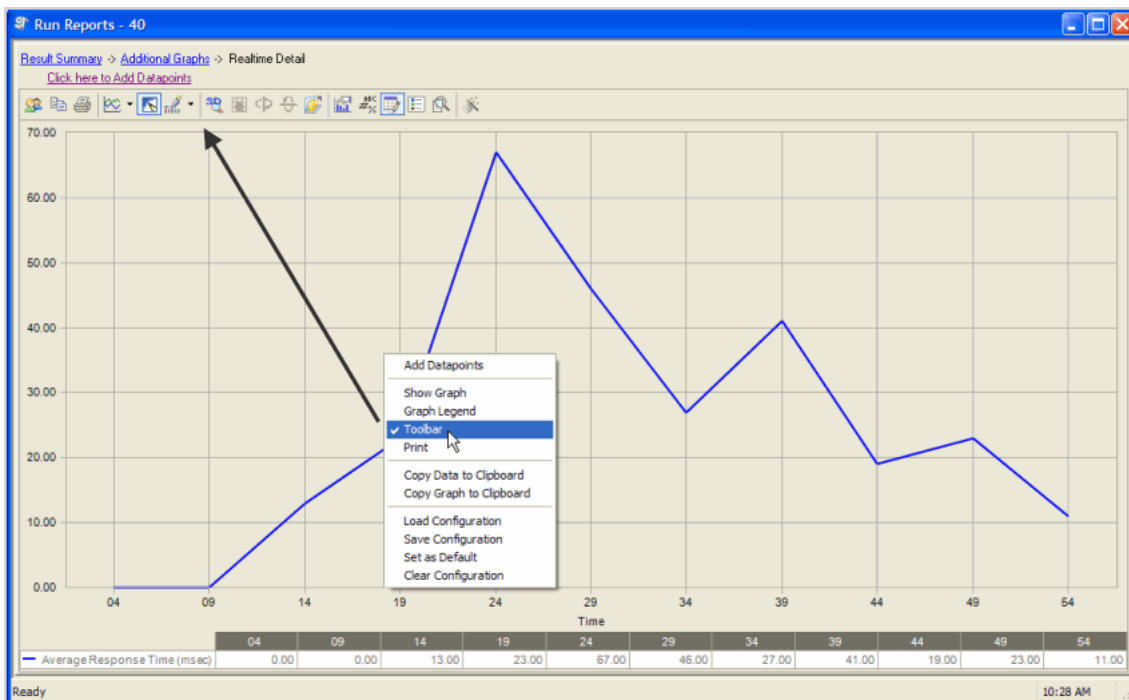 Run Reports - 40
Result Summary -> Additional Graphs -> Realtime Detail
Click here to Add Datapoints
70.00
60.00
50.00
40.00
30.00
20.00
10.00
0.00
Add Datapoints
Show Graph
Graph Legend
Toolbar
Print
Copy Data to Clipboard
Copy Graph to Clipboard
Load Configuration
Save Configuration
Set as Default
Clear Configuration
04 09 14 19 24 29 34 39 44 49 54
Time
04 09 14 19 24 29 34 39 44 49 54
Average Response Time (msec) 0.00 0.00 13.00 23.00 67.00 46.00 27.00 41.00 19.00 23.00 11.00
Ready 10:28 AM